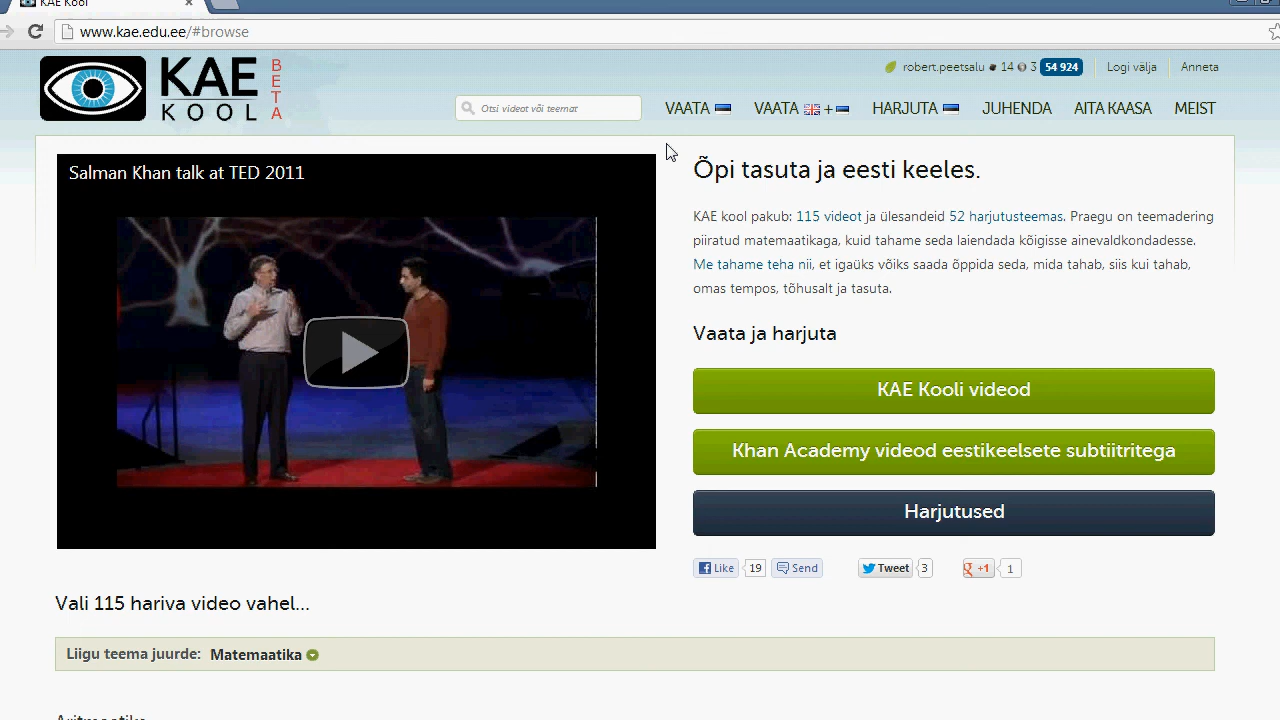 KAE Kool
www.kae.edu.ee/#browse
KAE
KOOL
BETA
robert.peetsalu 14 3 54 924 Logi välja Anneta
Otsi videot või teemat
VAATA VAATA + HARJUTA JUHENDA AITA KAASA MEIST
Salman Khan talk at TED 2011
Õpi tasuta ja eesti keeles.
KAE kool pakub: 115 videot ja ülesandeid 52 harjutusteemas. Praegu on teemadering
piiratud matemaatikaga, kuid tahame seda laiendada kõigisse ainevaldkondadesse.
Me tahame teha nii, et igaüks võiks saada õppida seda, mida tahab, siis kui tahab,
omas tempos, tõhusalt ja tasuta.
Vaata ja harjuta
KAE Kooli videod
Khan Academy videod eestikeelsete subtiitritega
Harjutused
Like 19 Send Tweet 3 +1 1
Vali 115 hariva video vahel...
Liigu teema juurde: Matemaatika
Aritmeetika